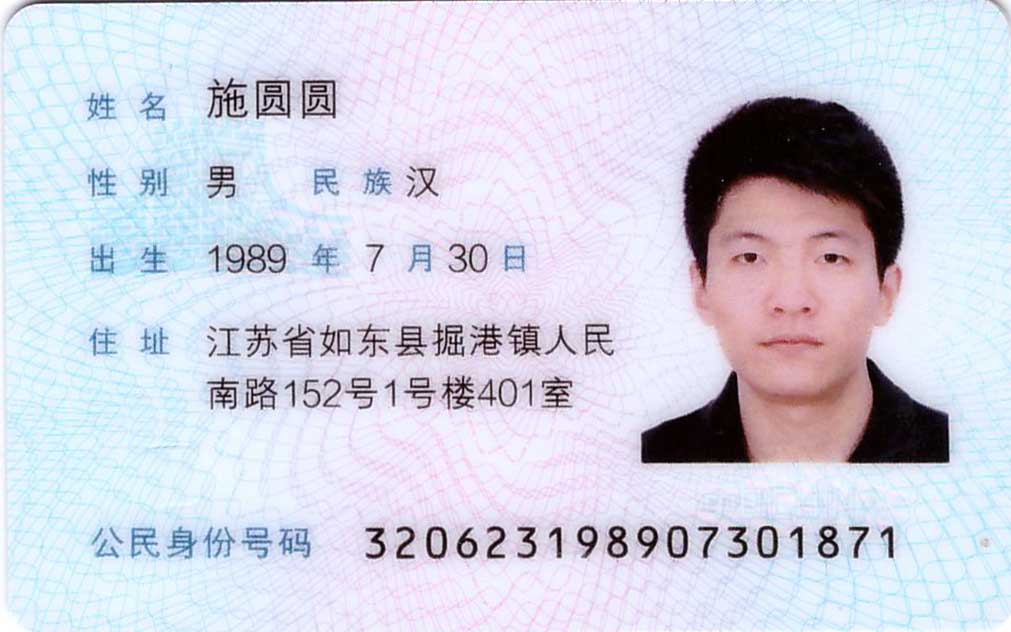 姓名 施圆圆
性别 男 民族 汉
出生 1989 年 7 月 30 日
住址 江苏省如东县掘港镇人民
南路152号1号楼401室
公民身份号码 320623198907301871